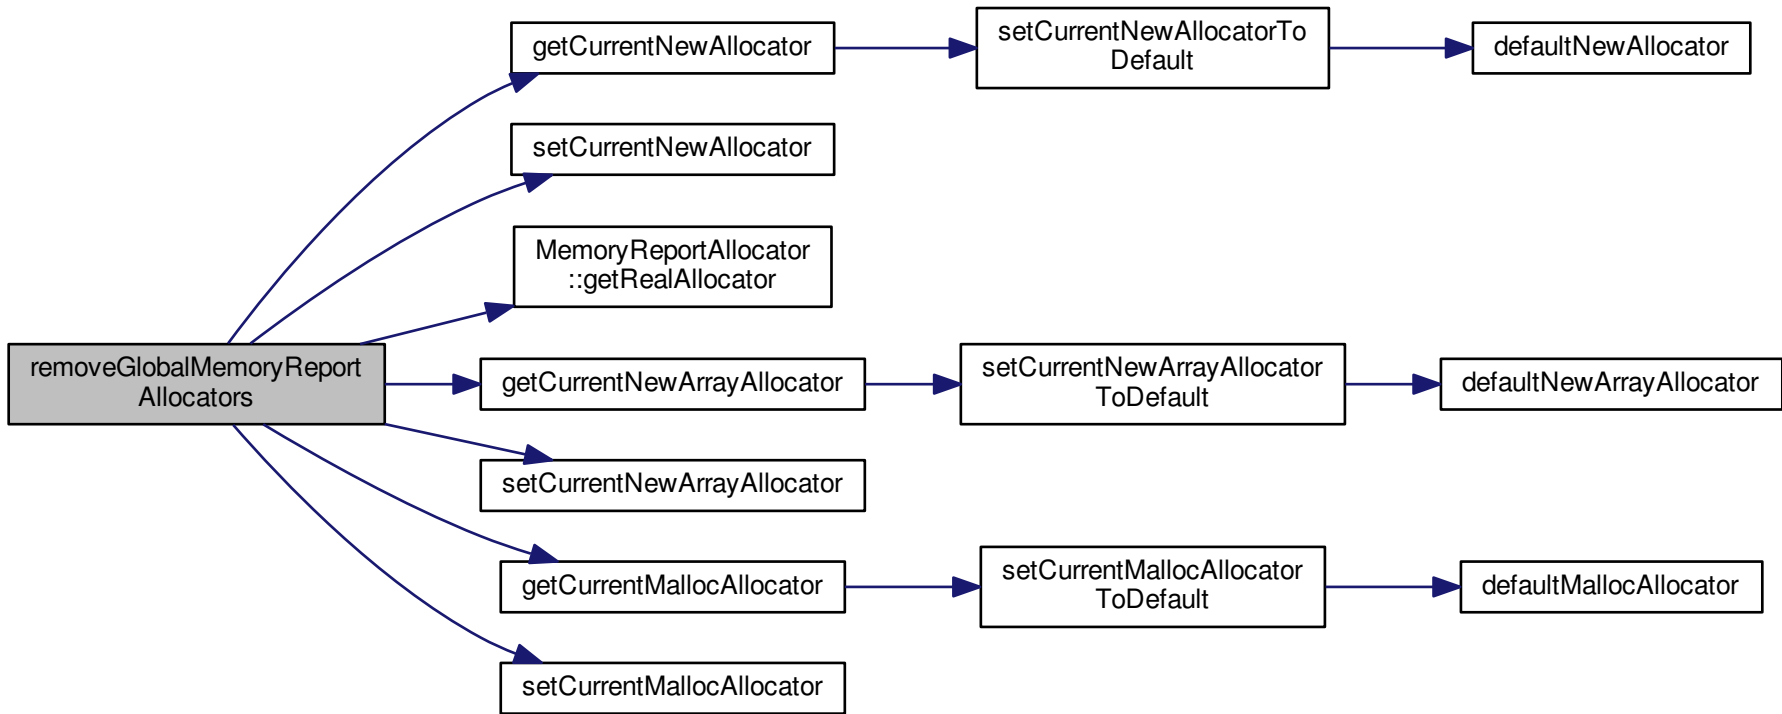 getCurrentNewAllocator
setCurrentNewAllocatorTo
Default
defaultNewAllocator
setCurrentNewAllocator
MemoryReportAllocator
::getRealAllocator
removeGlobalMemoryReport
Allocators
getCurrentNewArrayAllocator
setCurrentNewArrayAllocator
ToDefault
defaultNewArrayAllocator
setCurrentNewArrayAllocator
getCurrentMallocAllocator
setCurrentMallocAllocator
ToDefault
defaultMallocAllocator
setCurrentMallocAllocator